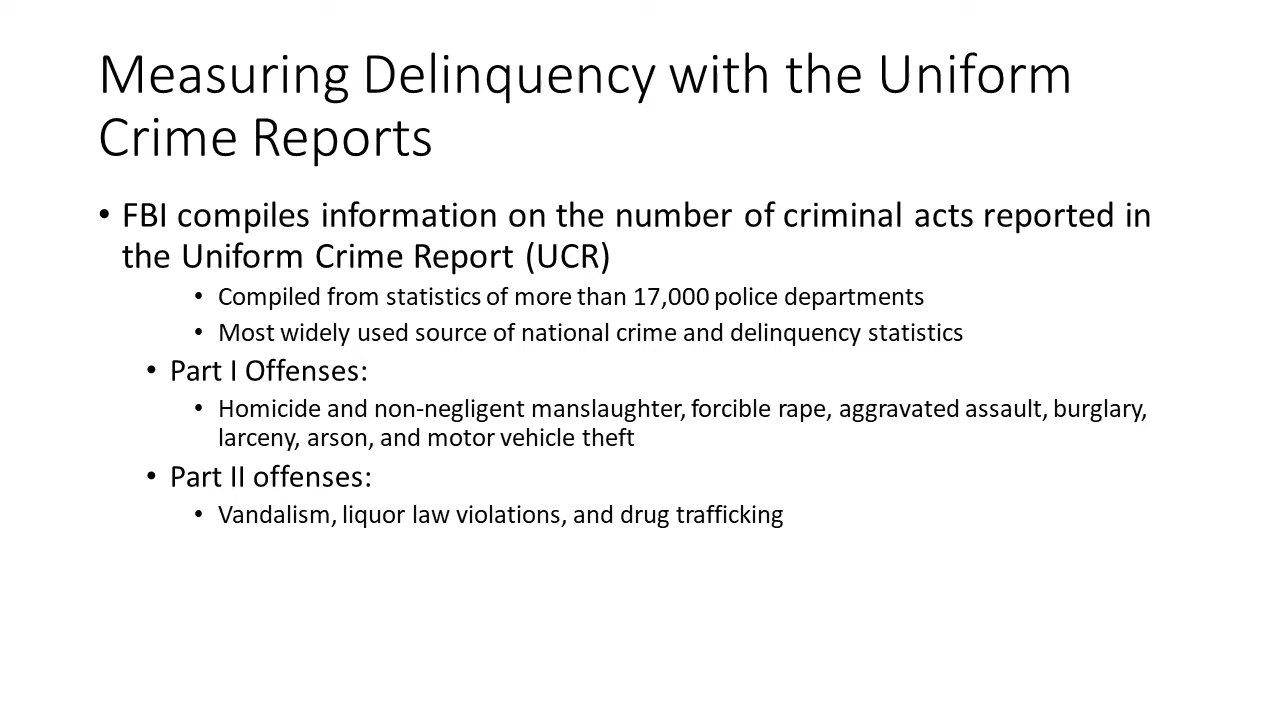 Measuring Delinquency with the Uniform
Crime Reports
• FBI compiles information on the number of criminal acts reported in
the Uniform Crime Report (UCR)
• Compiled from statistics of more than 17,000 police departments
• Most widely used source of national crime and delinquency statistics
• Part I Offenses:
• Homicide and non-negligent manslaughter, forcible rape, aggravated assault, burglary,
larceny, arson, and motor vehicle theft
• Part II offenses:
• Vandalism, liquor law violations, and drug trafficking